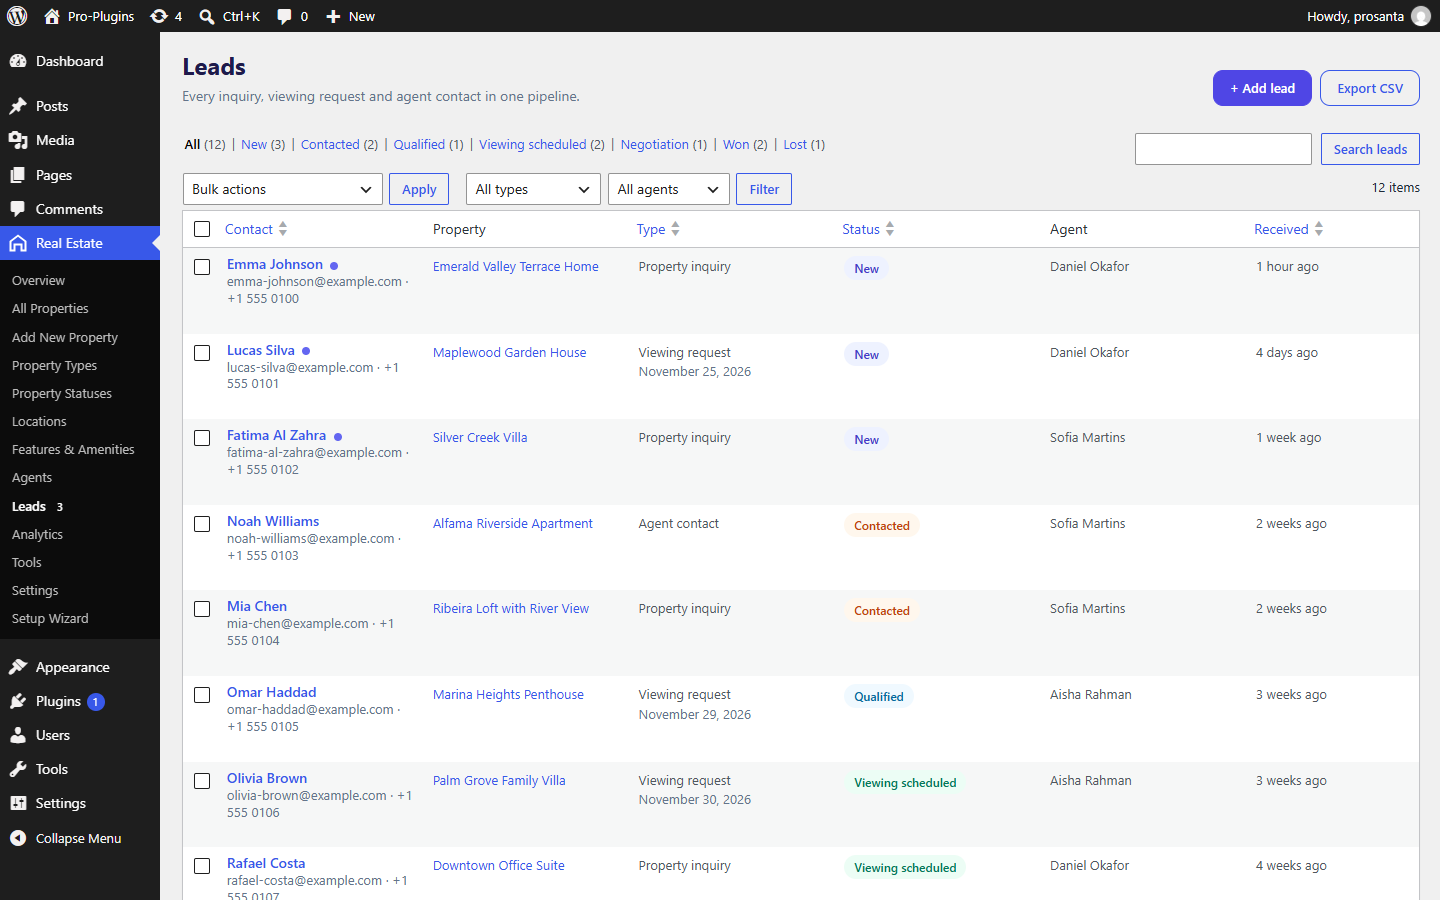 Pro-Plugins 4 Ctrl+K 0 New Howdy, prosanta
Dashboard
Posts
Media
Pages
Comments
Real Estate
Overview
All Properties
Add New Property
Property Types
Property Statuses
Locations
Features & Amenities
Agents
Leads 3
Analytics
Tools
Settings
Setup Wizard
Appearance
Plugins 1
Users
Tools
Settings
Collapse Menu
Leads
Every inquiry, viewing request and agent contact in one pipeline.
+ Add lead Export CSV
All (12) | New (3) | Contacted (2) | Qualified (1) | Viewing scheduled (2) | Negotiation (1) | Won (2) | Lost (1)
Search leads
Bulk actions Apply All types All agents Filter 12 items
Contact Property Type Status Agent Received
Emma Johnson Emerald Valley Terrace Home Property inquiry New Daniel Okafor 1 hour ago
emma-johnson@example.com ·
+1 555 0100
Lucas Silva Maplewood Garden House Viewing request New Daniel Okafor 4 days ago
lucas-silva@example.com · +1 November 25, 2026
555 0101
Fatima Al Zahra Silver Creek Villa Property inquiry New Sofia Martins 1 week ago
fatima-al-zahra@example.com ·
+1 555 0102
Noah Williams Alfama Riverside Apartment Agent contact Contacted Sofia Martins 2 weeks ago
noah-williams@example.com ·
+1 555 0103
Mia Chen Ribeira Loft with River View Property inquiry Contacted Sofia Martins 2 weeks ago
mia-chen@example.com · +1
555 0104
Omar Haddad Marina Heights Penthouse Viewing request Qualified Aisha Rahman 3 weeks ago
omar-haddad@example.com · November 29, 2026
+1 555 0105
Olivia Brown Palm Grove Family Villa Viewing request Viewing scheduled Aisha Rahman 3 weeks ago
olivia-brown@example.com · +1 November 30, 2026
555 0106
Rafael Costa Downtown Office Suite Property inquiry Viewing scheduled Daniel Okafor 4 weeks ago
rafael-costa@example.com · +1
555 0107